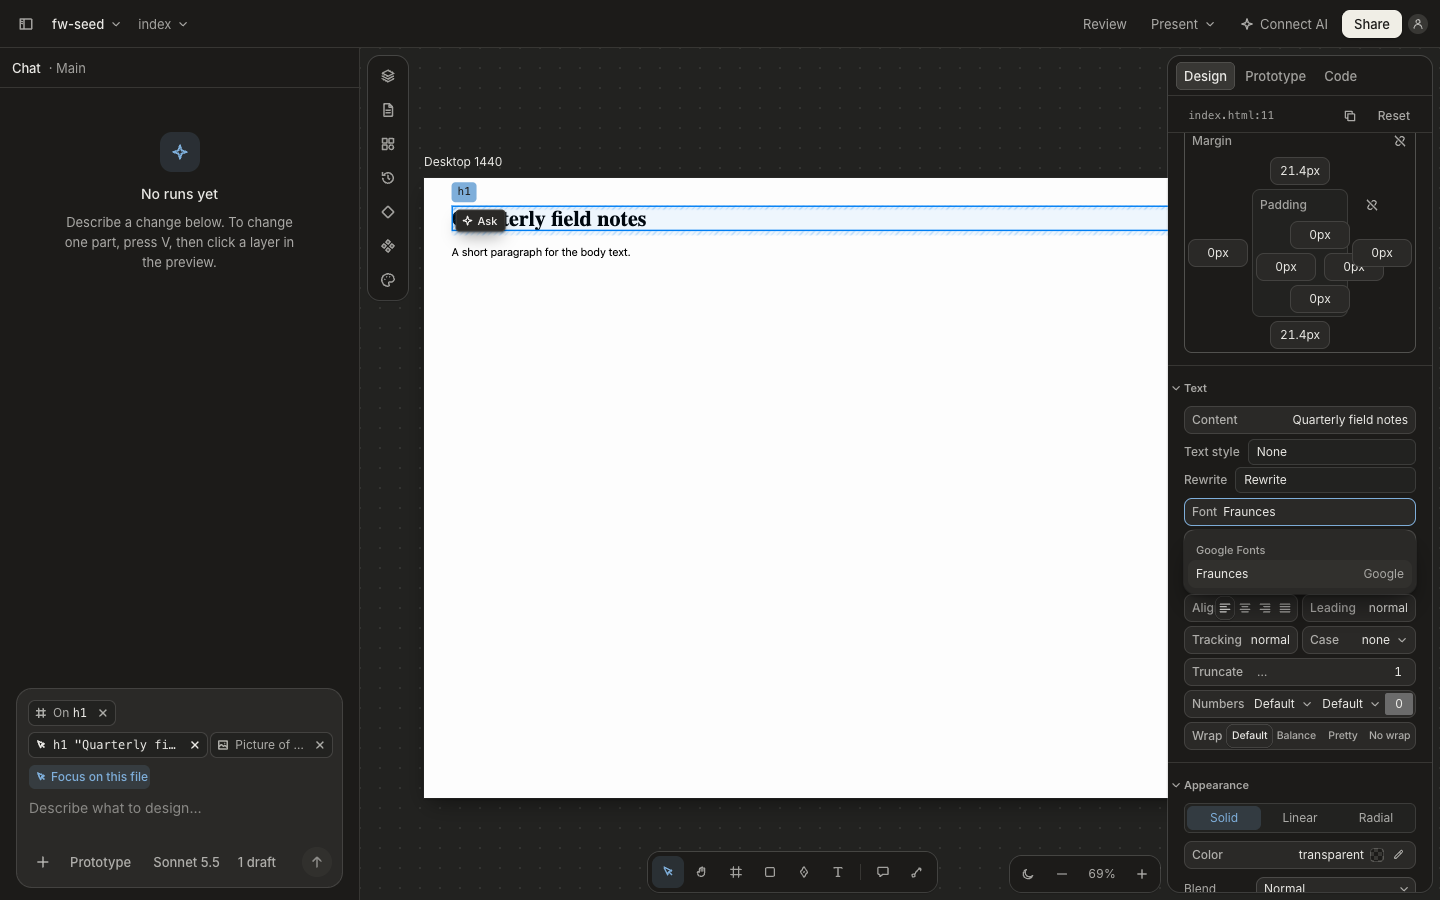 fw-seed
index
Review
Present
Connect AI
Share
Chat · Main
No runs yet
Describe a change below. To change
one part, press V, then click a layer in
the preview.
On h1
h1 "Quarterly fi...
Picture of ...
Focus on this file
Describe what to design...
Prototype
Sonnet 5.5
1 draft
Desktop 1440
h1
Ask
terly field notes
A short paragraph for the body text.
69%
Design
Prototype
Code
index.html:11
Reset
Margin
21.4px
Padding
0px
0px
0px
0px
0px
0px
21.4px
Text
Content Quarterly field notes
Text style None
Rewrite Rewrite
Font Fraunces
Google Fonts
Fraunces Google
Alig
Leading normal
Tracking normal
Case none
Truncate ... 1
Numbers Default Default 0
Wrap Default Balance Pretty No wrap
Appearance
Solid Linear Radial
Color transparent
Blend Normal